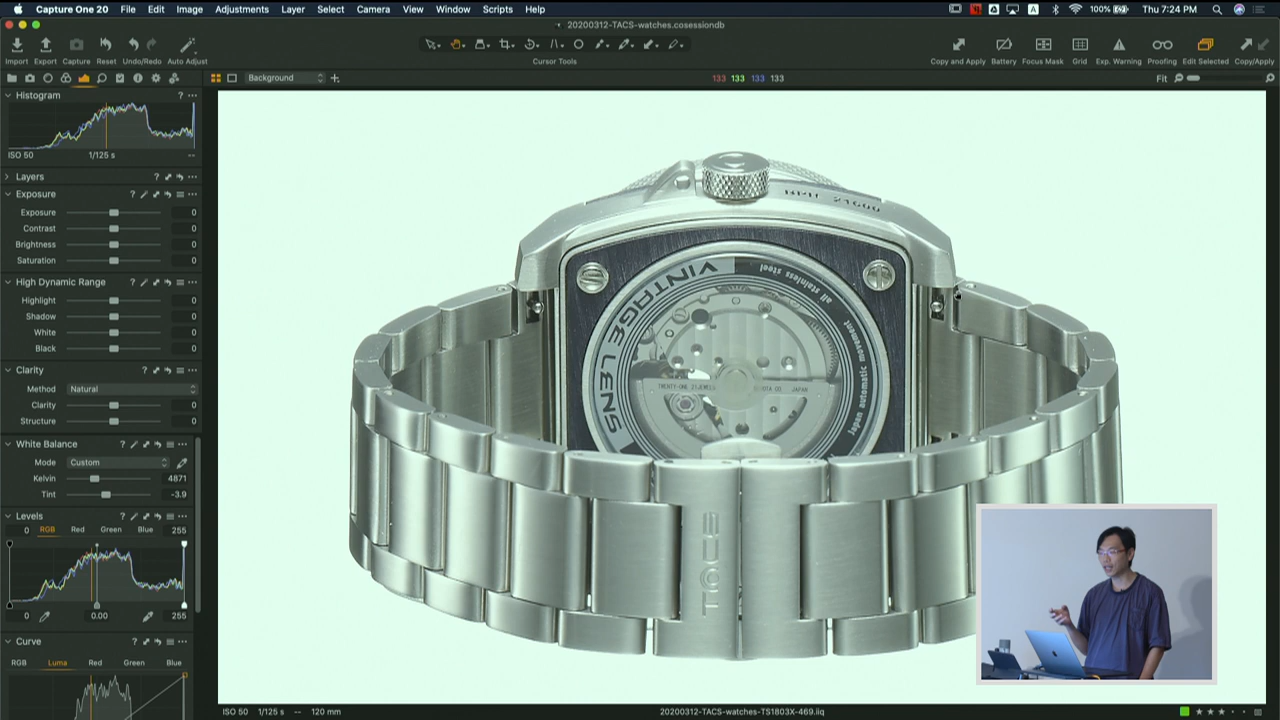 Capture One 20 File Edit Image Adjustments Layer Select Camera View Window Scripts Help 100% Thu 7:24 PM
20200312-TACS-watches.cosessiondb
Import Export Capture Reset Undo/Redo Auto Adjust Cursor Tools Copy and Apply Battery Focus Mask Grid Exp. Warning Proofing Edit Selected Copy/Apply
Background 133 133 133 133 Fit
Histogram
ISO 50 1/125 s --
Layers
Exposure
Exposure 0
Contrast 0
Brightness 0
Saturation 0
High Dynamic Range
Highlight 0
Shadow 0
White 0
Black 0
Clarity
Method Natural
Clarity 0
Structure 0
White Balance
Mode Custom
Kelvin 4871
Tint -3.9
Levels
0 RGB Red Green Blue 255
0 0.00 255
Curve
RGB Luma Red Green Blue
BPH 21600
VINTAGE LENS
all stainless steel
Japan automatic movement
TWENTY-ONE 21JEWELS
CO. JAPAN
TACS
ISO 50 1/125 s -- 120 mm 20200312-TACS-watches-TS1803X-469.iiq